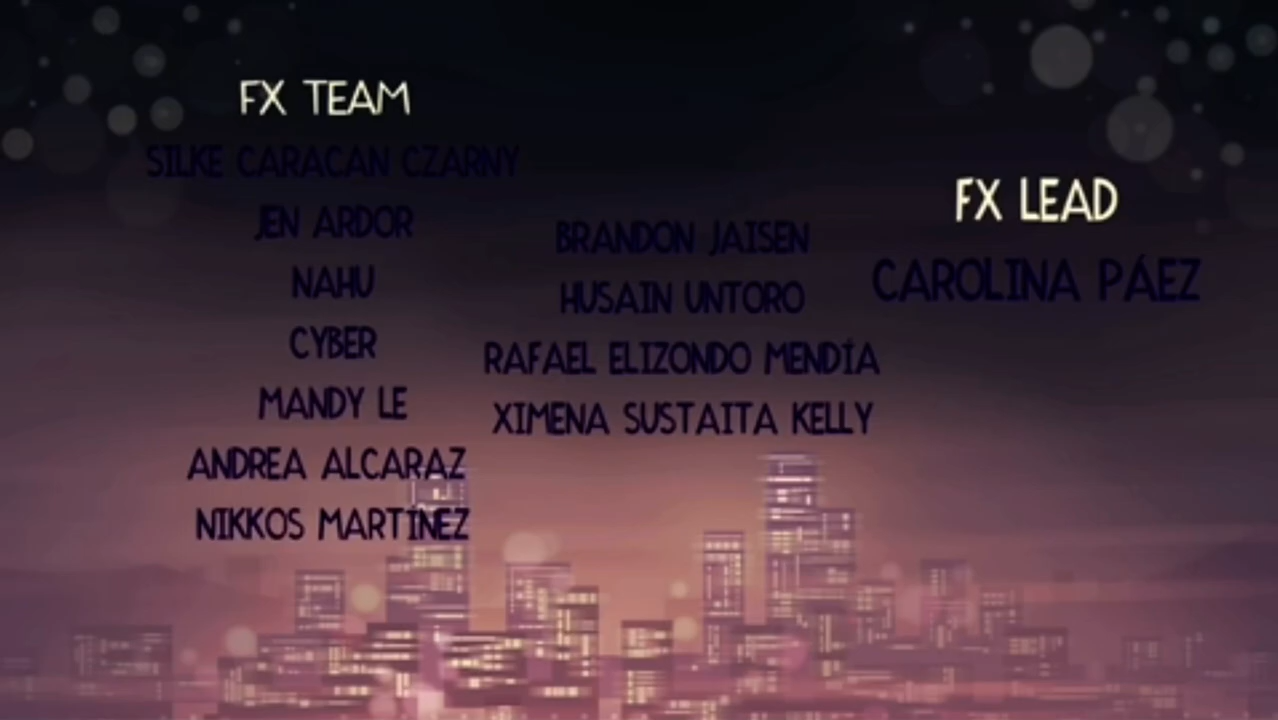 FX TEAM
SILKE CARACAN CZARNY
JEN ARDOR
NAHU
CYBER
MANDY LE
ANDREA ALCARAZ
NIKKOS MARTINEZ
BRANDON JAISEN
HUSAIN UNTORO
RAFAEL ELIZONDO MENDÍA
XIMENA SUSTAITA KELLY
FX LEAD
CAROLINA PÁEZ